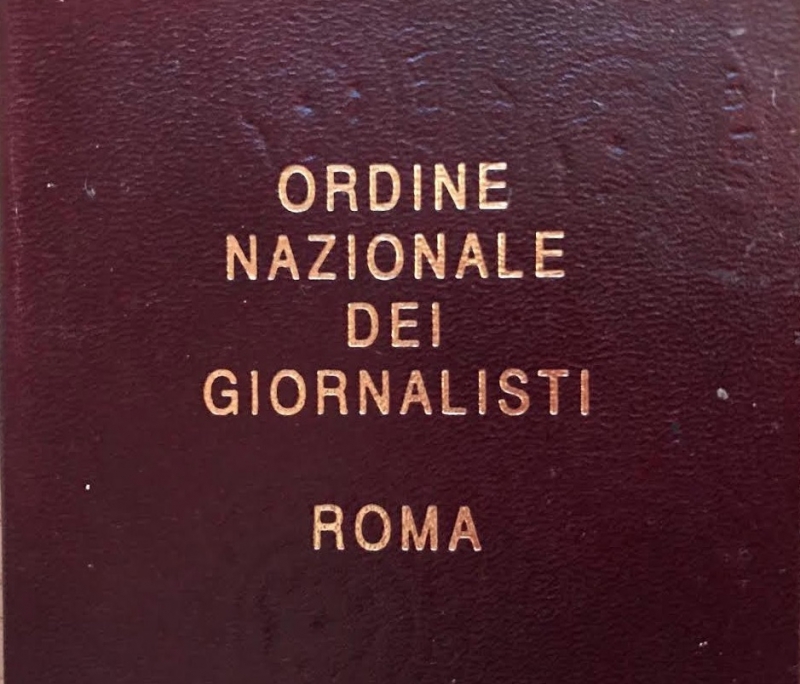 ORDINE
NAZIONALE
DEI
GIORNALISTI
ROMA